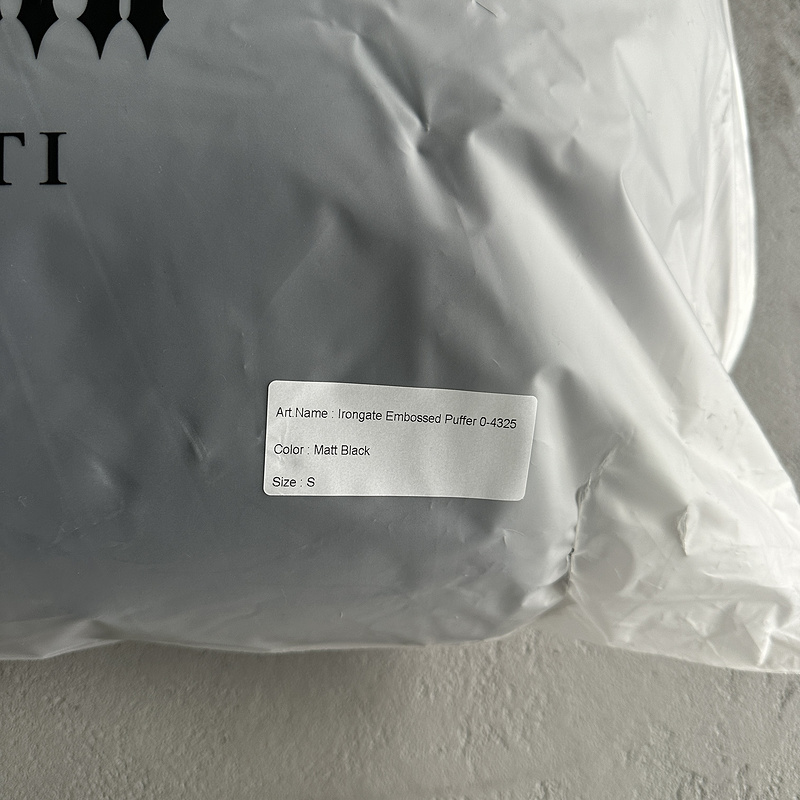 TI
Art.Name : Irongate Embossed Puffer 0-4325
Color : Matt Black
Size : S